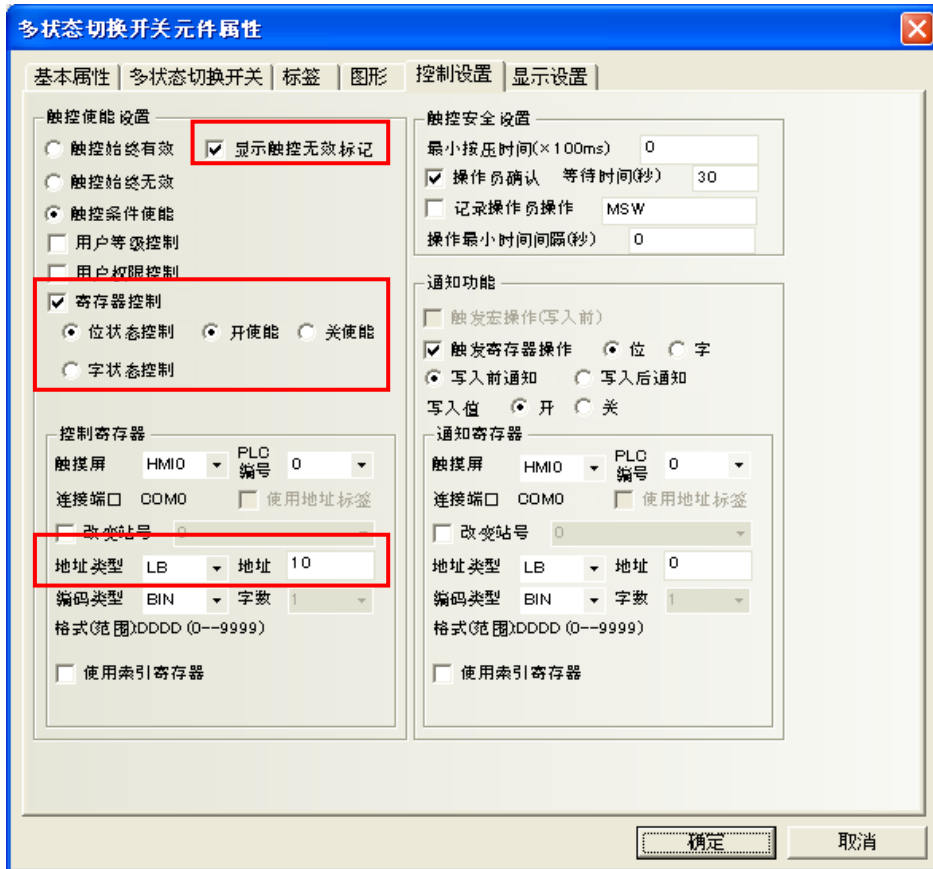 多状态切换开关元件属性
基本属性 多状态切换开关 标签 图形 控制设置 显示设置
触控使能设置
触控始终有效 显示触控无效标记
触控始终无效
触控条件使能
用户等级控制
用户权限控制
寄存器控制
位状态控制 开使能 关使能
字状态控制
控制寄存器
触摸屏 HMI0 PLC编号 0
连接端口 COM0 使用地址标签
改变站号 0
地址类型 LB 地址 10
编码类型 BIN 字数 1
格式(范围):DDDD (0--9999)
使用索引寄存器
触控安全设置
最小按压时间(×100ms) 0
操作员确认 等待时间(秒) 30
记录操作员操作 MSW
操作最小时间间隔(秒) 0
通知功能
触发宏操作(写入前)
触发寄存器操作 位 字
写入前通知 写入后通知
写入值 开 关
通知寄存器
触摸屏 HMI0 PLC编号 0
连接端口 COM0 使用地址标签
改变站号 0
地址类型 LB 地址 0
编码类型 BIN 字数 1
格式(范围):DDDD (0--9999)
使用索引寄存器
确定 取消